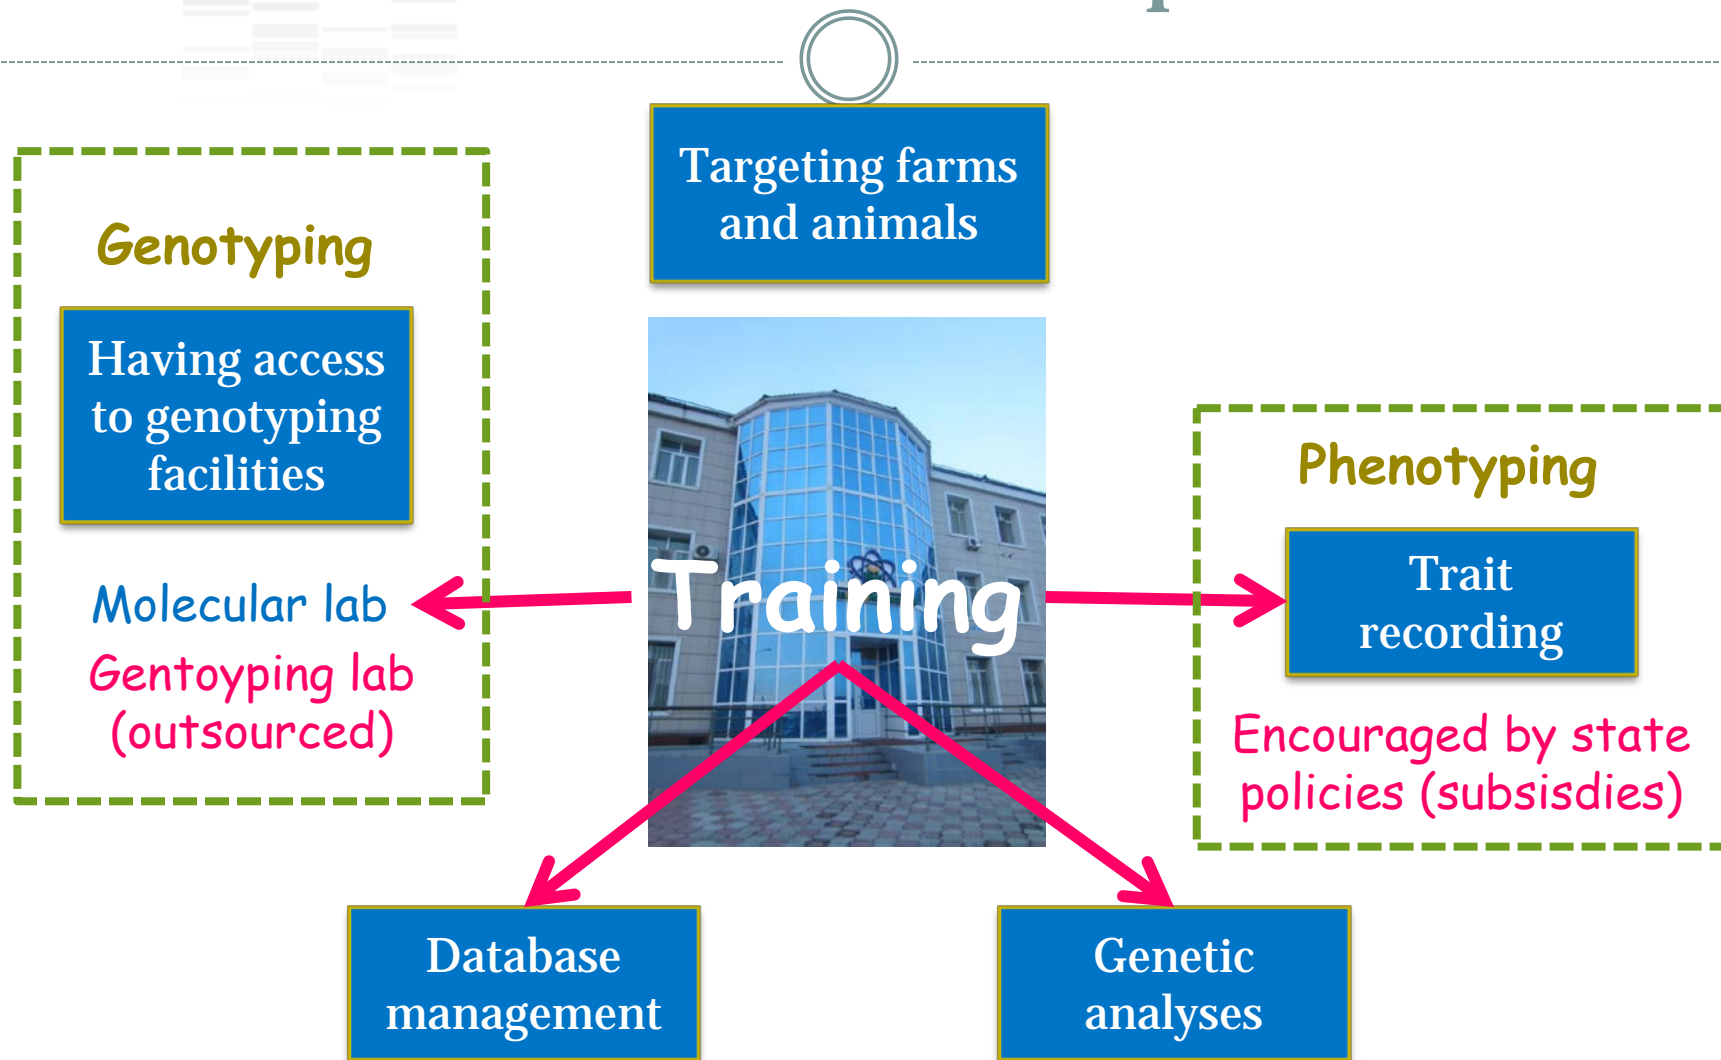 Targeting farms
and animals
Genotyping
Having access
to genotyping
facilities
Molecular lab
Gentoyping lab
(outsourced)
Training
Phenotyping
Trait
recording
Encouraged by state
policies (subsisdies)
Database
management
Genetic
analyses